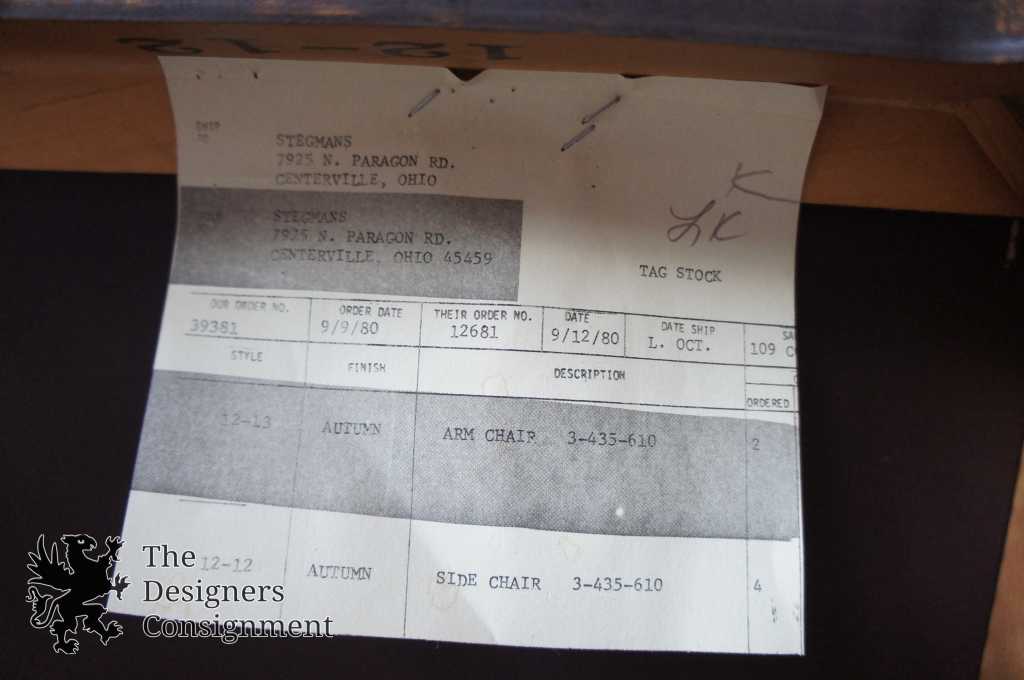 12-12
SHIP
TO
STEGMANS
7925 N. PARAGON RD.
CENTERVILLE, OHIO
STEGMANS
7925 N. PARAGON RD.
CENTERVILLE, OHIO 45459
K
LK
TAG STOCK
OUR ORDER NO. ORDER DATE THEIR ORDER NO. DATE DATE SHIP
39381 9/9/80 12681 9/12/80 L. OCT. 109
STYLE FINISH DESCRIPTION ORDERED
12-13 AUTUMN ARM CHAIR 3-435-610 2
12-12 AUTUMN SIDE CHAIR 3-435-610 4
The
Designers
Consignment